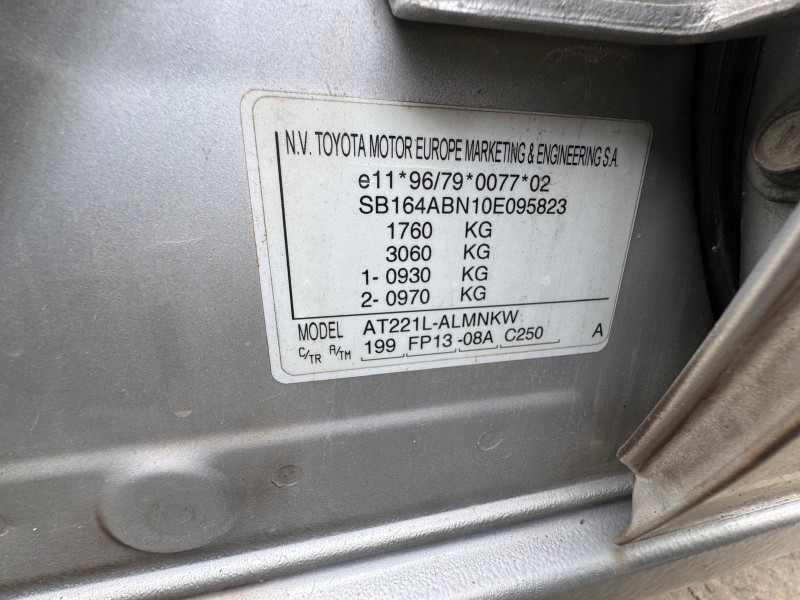 N.V. TOYOTA MOTOR EUROPE MARKETING & ENGINEERING S.A.
e11*96/79*0077*02
SB164ABN10E095823
1760 KG
3060 KG
1- 0930 KG
2- 0970 KG
MODEL AT221L-ALMNKW
C/TR A/TM 199 FP13 -08A C250 A